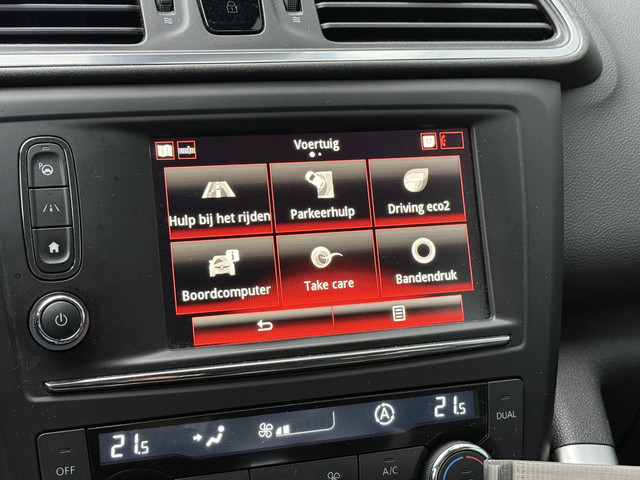 Voertuig
Hulp bij het rijden
Parkeerhulp
Driving eco2
Boordcomputer
Take care
Bandendruk
21.5
21.5
DUAL
OFF
A/C